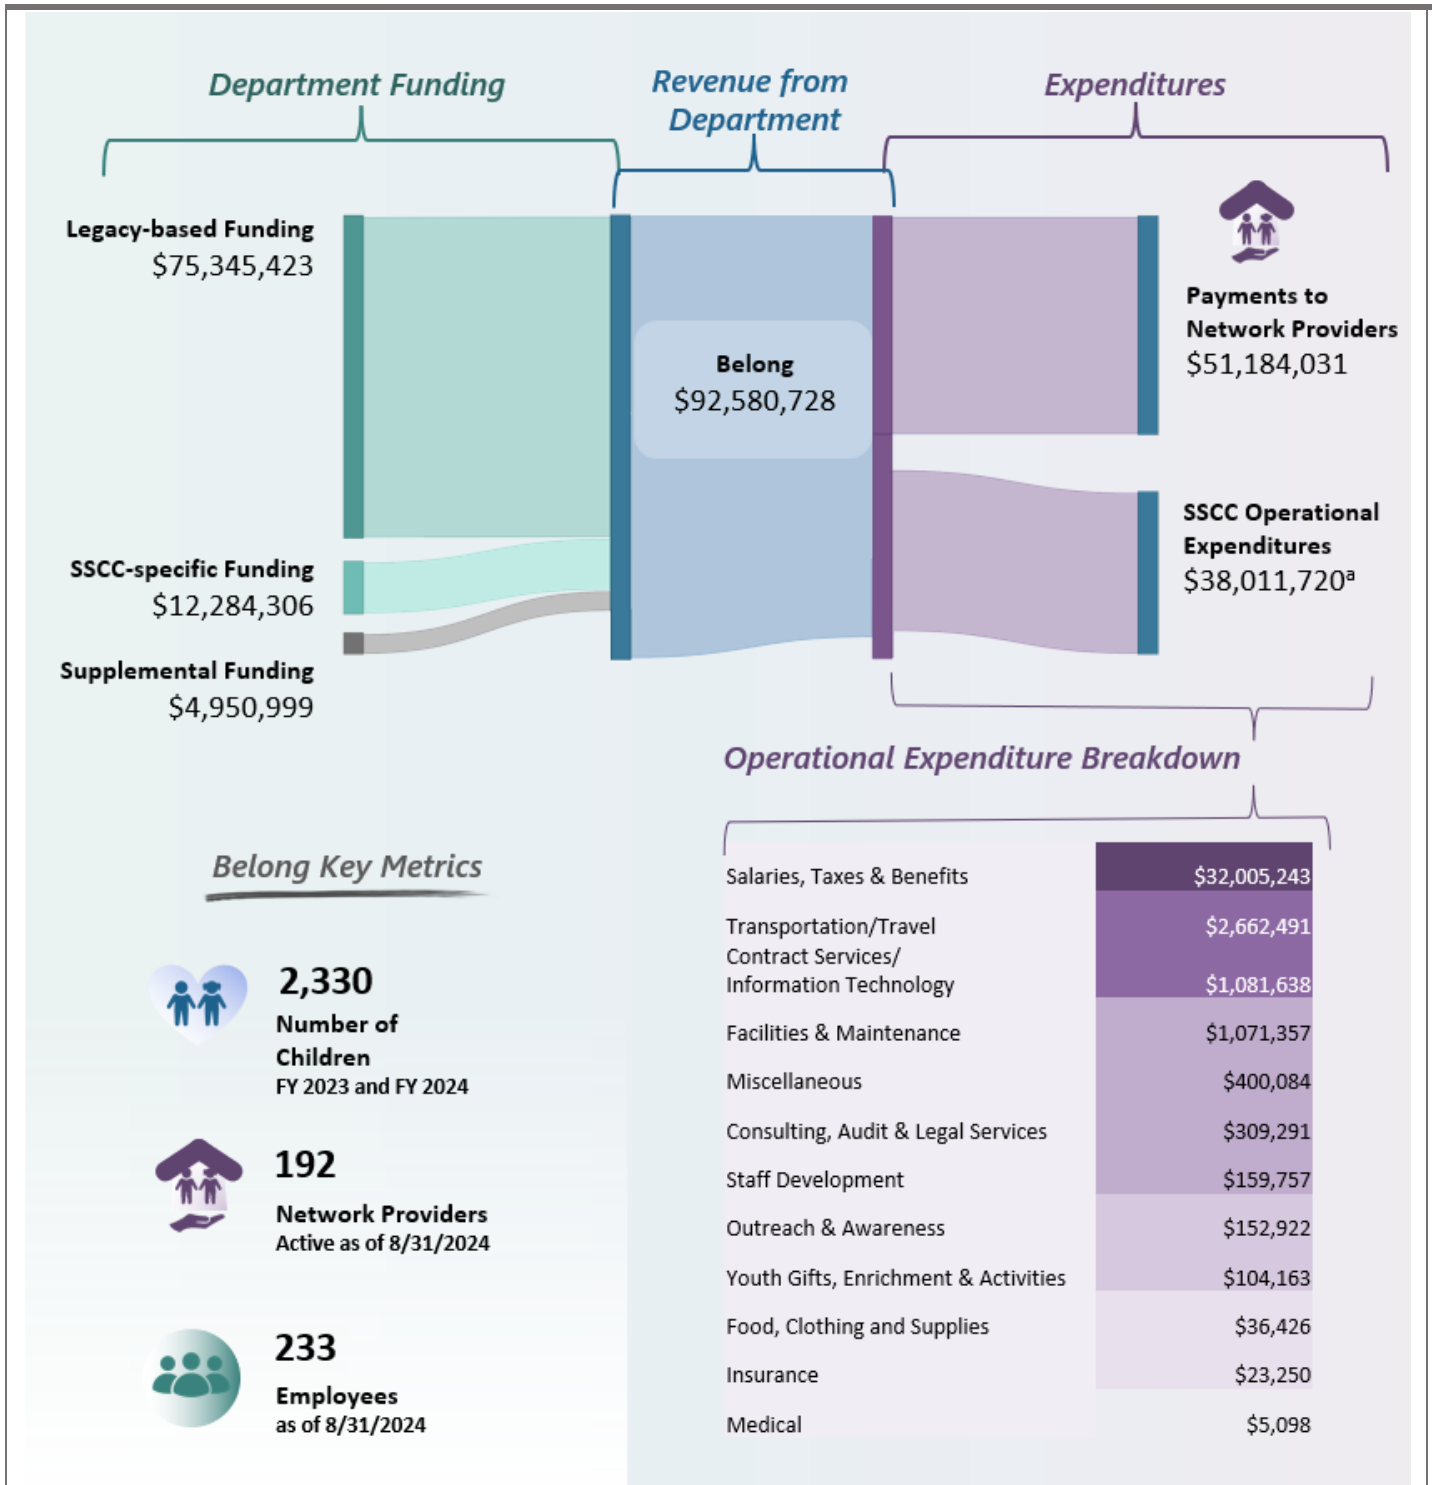 Department Funding
Revenue from
Department
Expenditures
Legacy-based Funding
$75,345,423
SSCC-specific Funding
$12,284,306
Supplemental Funding
$4,950,999
Belong
$92,580,728
Payments to
Network Providers
$51,184,031
SSCC Operational
Expenditures
$38,011,720ᵃ
Operational Expenditure Breakdown
Salaries, Taxes & Benefits $32,005,243
Transportation/Travel $2,662,491
Contract Services/
Information Technology $1,081,638
Facilities & Maintenance $1,071,357
Miscellaneous $400,084
Consulting, Audit & Legal Services $309,291
Staff Development $159,757
Outreach & Awareness $152,922
Youth Gifts, Enrichment & Activities $104,163
Food, Clothing and Supplies $36,426
Insurance $23,250
Medical $5,098
Belong Key Metrics
2,330
Number of
Children
FY 2023 and FY 2024
192
Network Providers
Active as of 8/31/2024
233
Employees
as of 8/31/2024